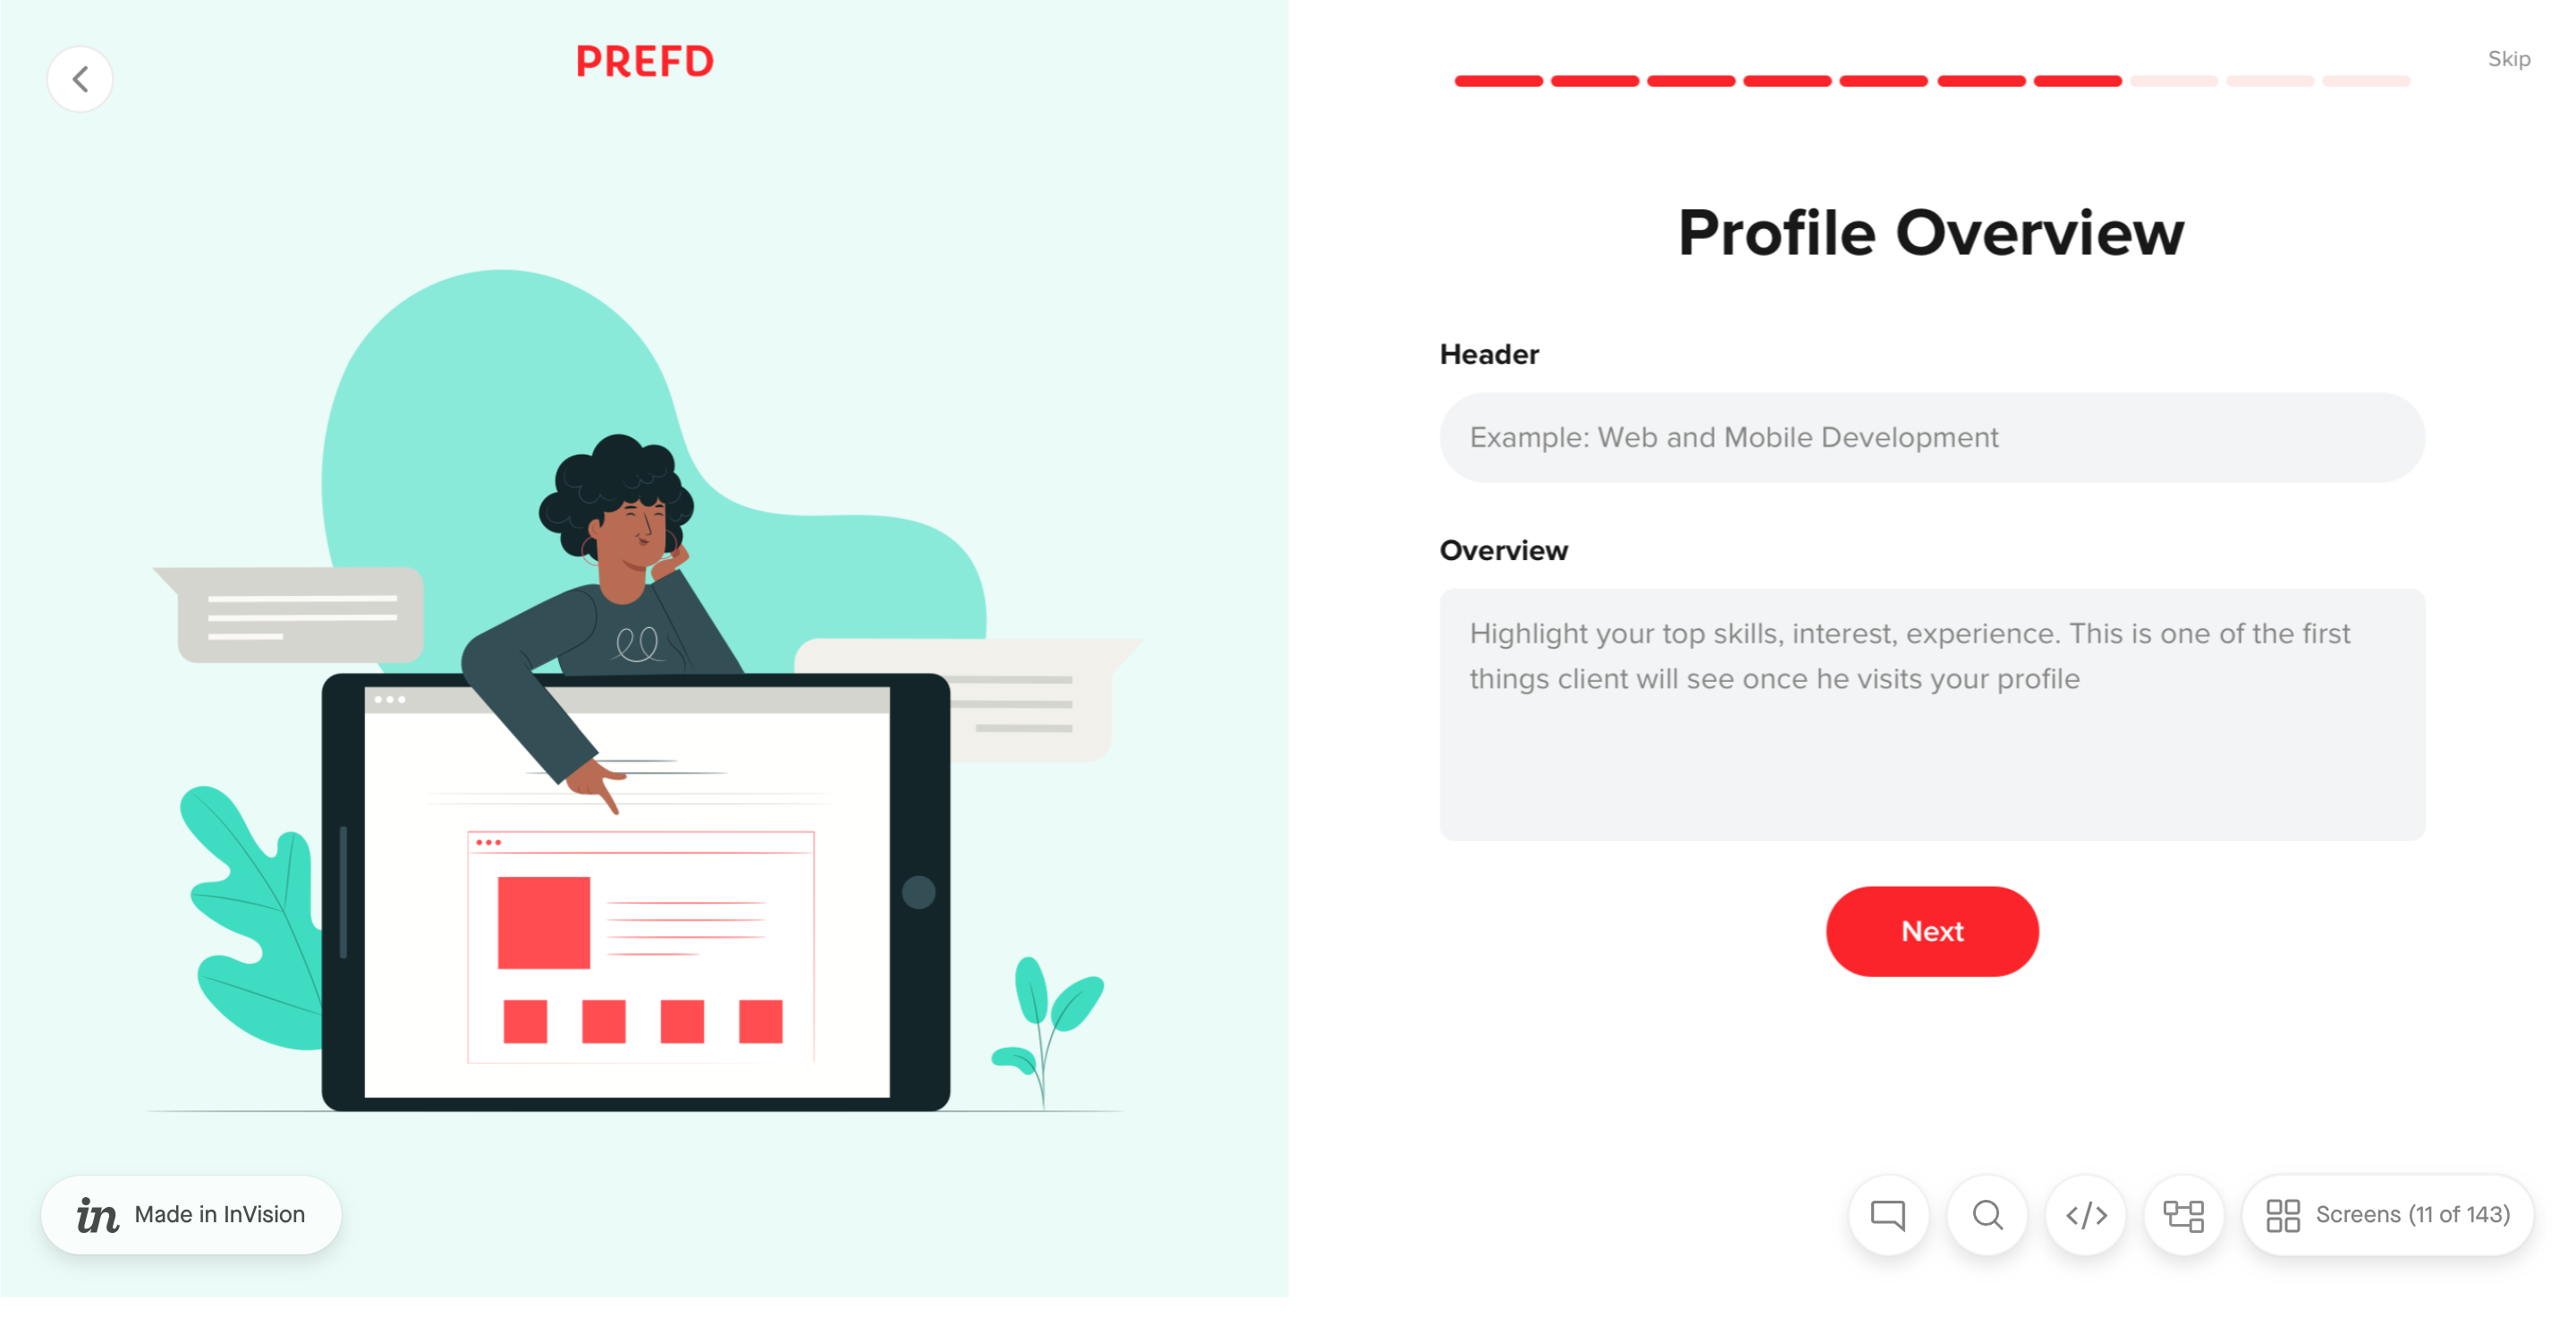 PREFD
Skip
Profile Overview
Header
Example: Web and Mobile Development
Overview
Highlight your top skills, interest, experience. This is one of the first
things client will see once he visits your profile
Next
in Made in InVision
Screens (11 of 143)